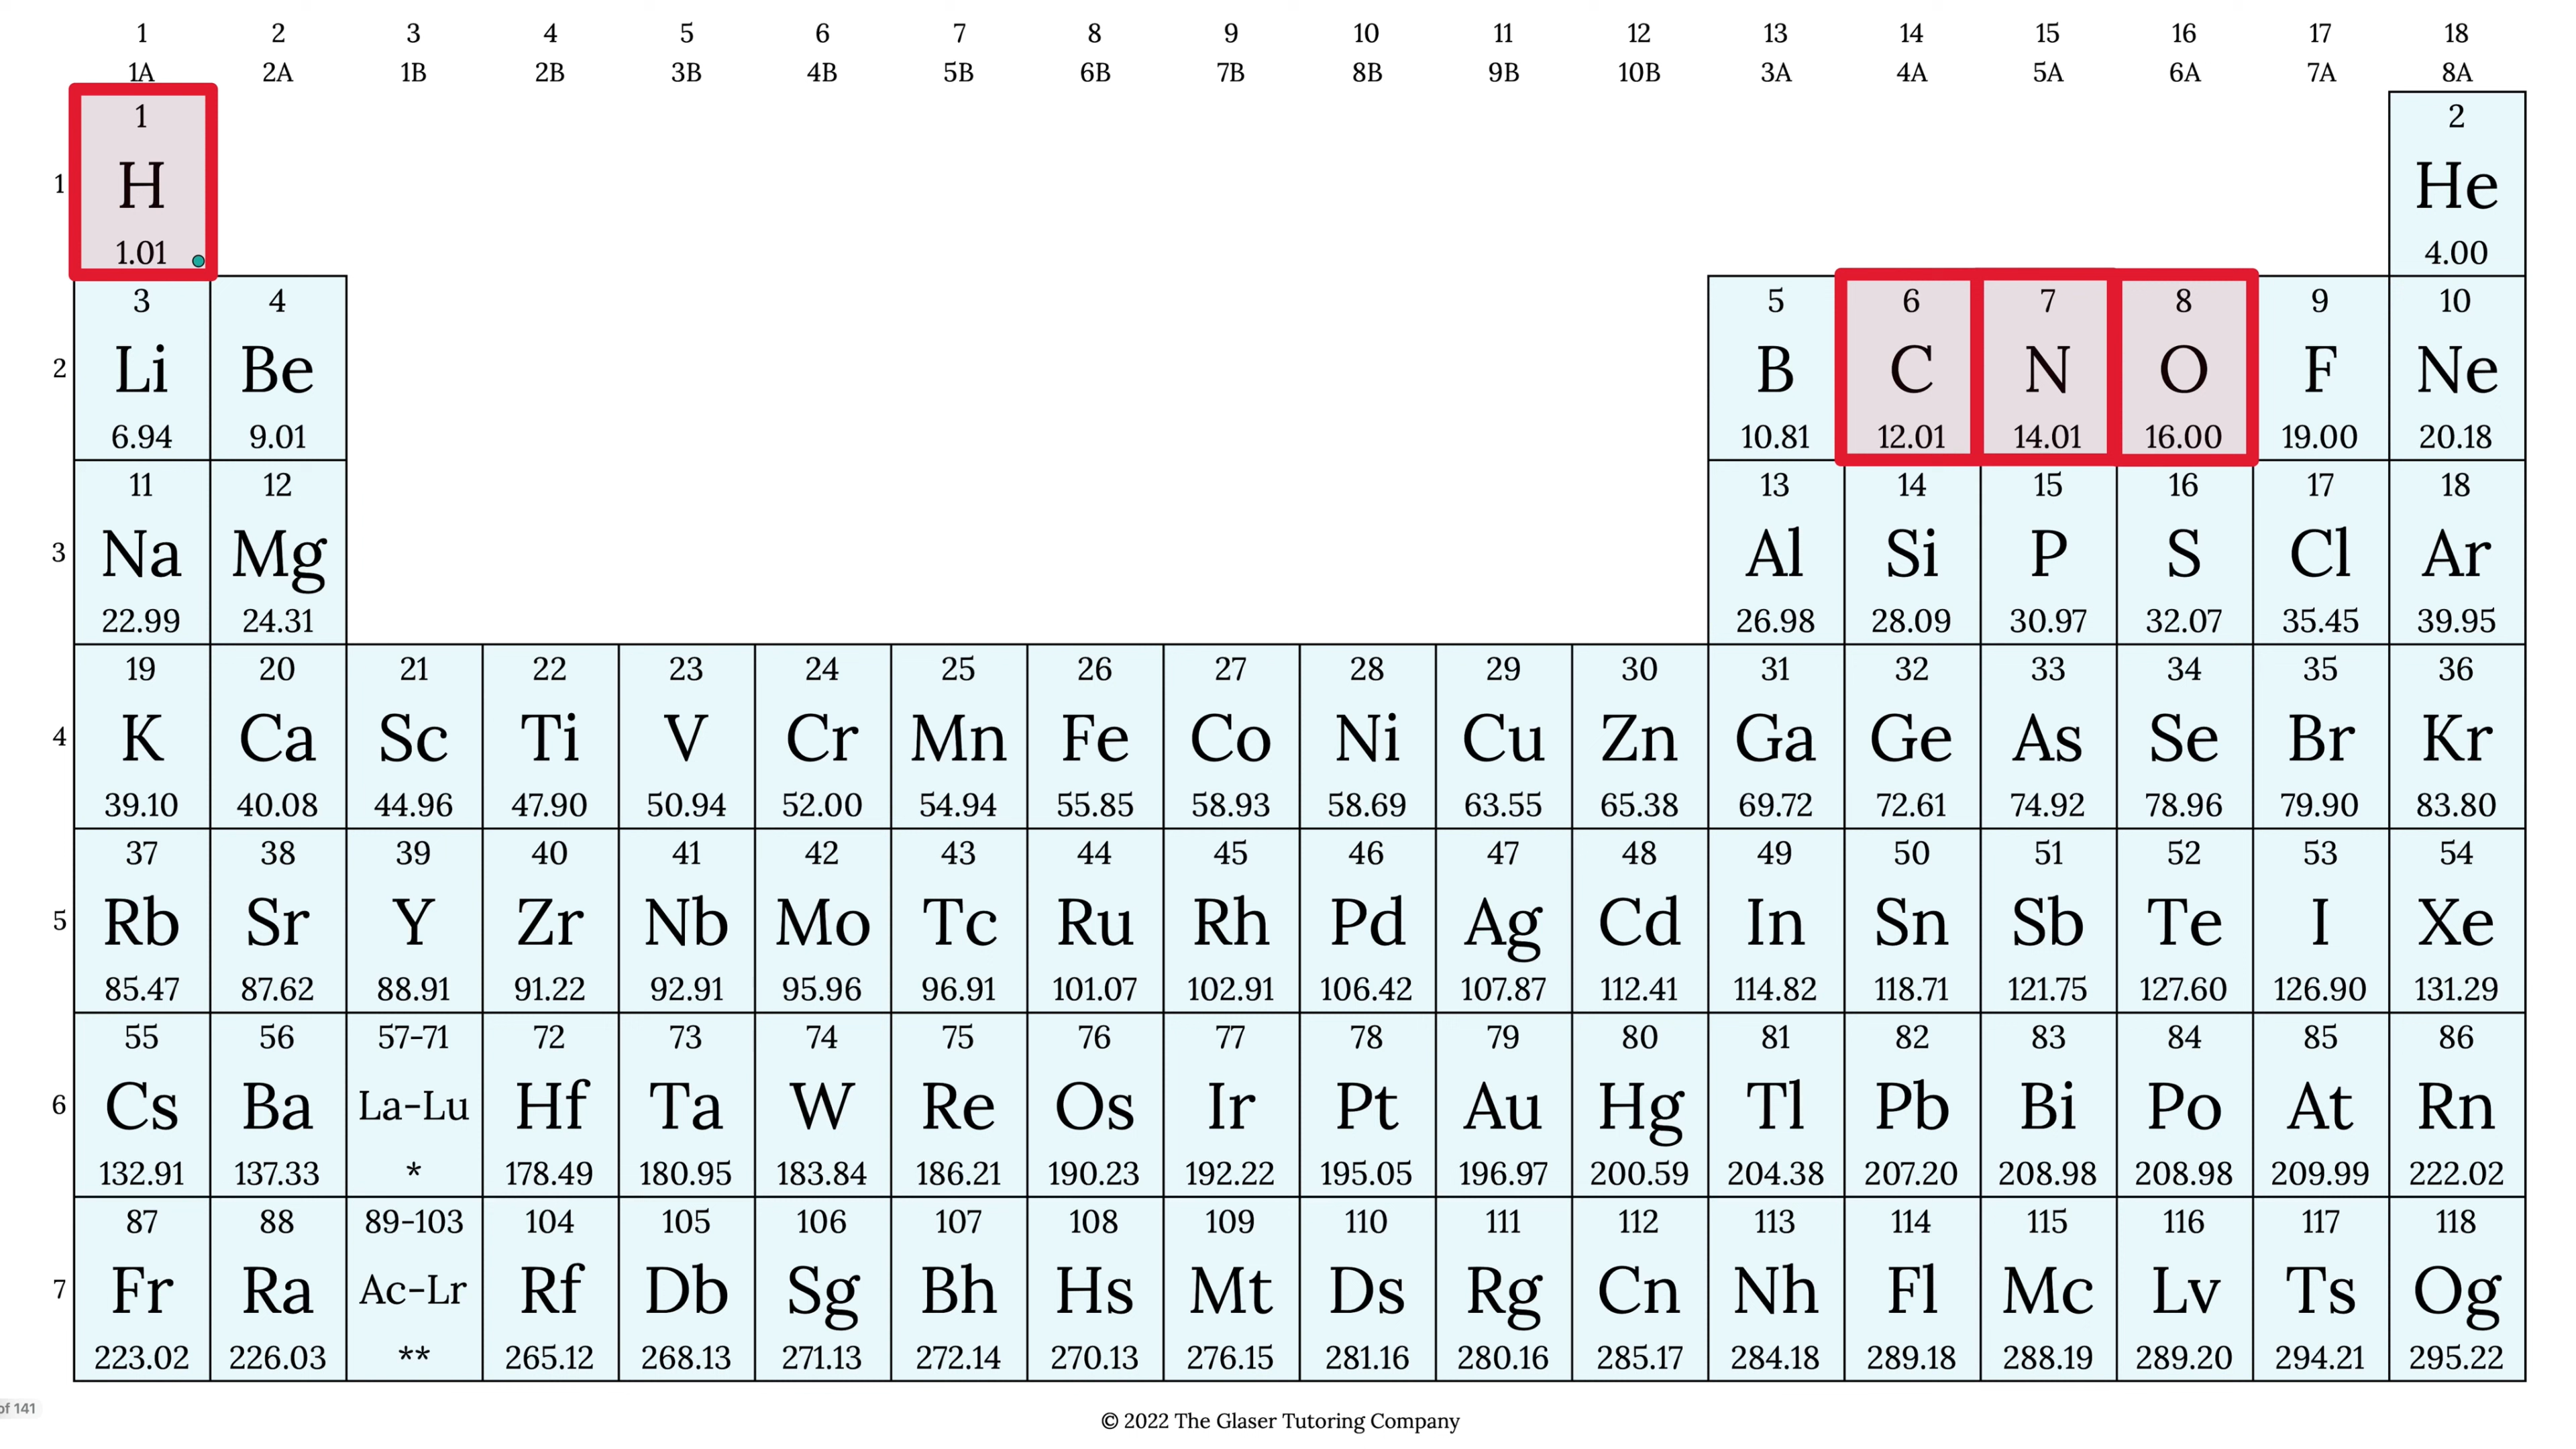 1 2 3 4 5 6 7 8 9 10 11 12 13 14 15 16 17 18
1A 2A 1B 2B 3B 4B 5B 6B 7B 8B 9B 10B 3A 4A 5A 6A 7A 8A
1 2
1 H He
1.01 4.00
3 4 5 6 7 8 9 10
2 Li Be B C N O F Ne
6.94 9.01 10.81 12.01 14.01 16.00 19.00 20.18
11 12 13 14 15 16 17 18
3 Na Mg Al Si P S Cl Ar
22.99 24.31 26.98 28.09 30.97 32.07 35.45 39.95
19 20 21 22 23 24 25 26 27 28 29 30 31 32 33 34 35 36
4 K Ca Sc Ti V Cr Mn Fe Co Ni Cu Zn Ga Ge As Se Br Kr
39.10 40.08 44.96 47.90 50.94 52.00 54.94 55.85 58.93 58.69 63.55 65.38 69.72 72.61 74.92 78.96 79.90 83.80
37 38 39 40 41 42 43 44 45 46 47 48 49 50 51 52 53 54
5 Rb Sr Y Zr Nb Mo Tc Ru Rh Pd Ag Cd In Sn Sb Te I Xe
85.47 87.62 88.91 91.22 92.91 95.96 96.91 101.07 102.91 106.42 107.87 112.41 114.82 118.71 121.75 127.60 126.90 131.29
55 56 57-71 72 73 74 75 76 77 78 79 80 81 82 83 84 85 86
6 Cs Ba La-Lu Hf Ta W Re Os Ir Pt Au Hg Tl Pb Bi Po At Rn
132.91 137.33 * 178.49 180.95 183.84 186.21 190.23 192.22 195.05 196.97 200.59 204.38 207.20 208.98 208.98 209.99 222.02
87 88 89-103 104 105 106 107 108 109 110 111 112 113 114 115 116 117 118
7 Fr Ra Ac-Lr Rf Db Sg Bh Hs Mt Ds Rg Cn Nh Fl Mc Lv Ts Og
223.02 226.03 ** 265.12 268.13 271.13 272.14 270.13 276.15 281.16 280.16 285.17 284.18 289.18 288.19 289.20 294.21 295.22
of 141
© 2022 The Glaser Tutoring Company